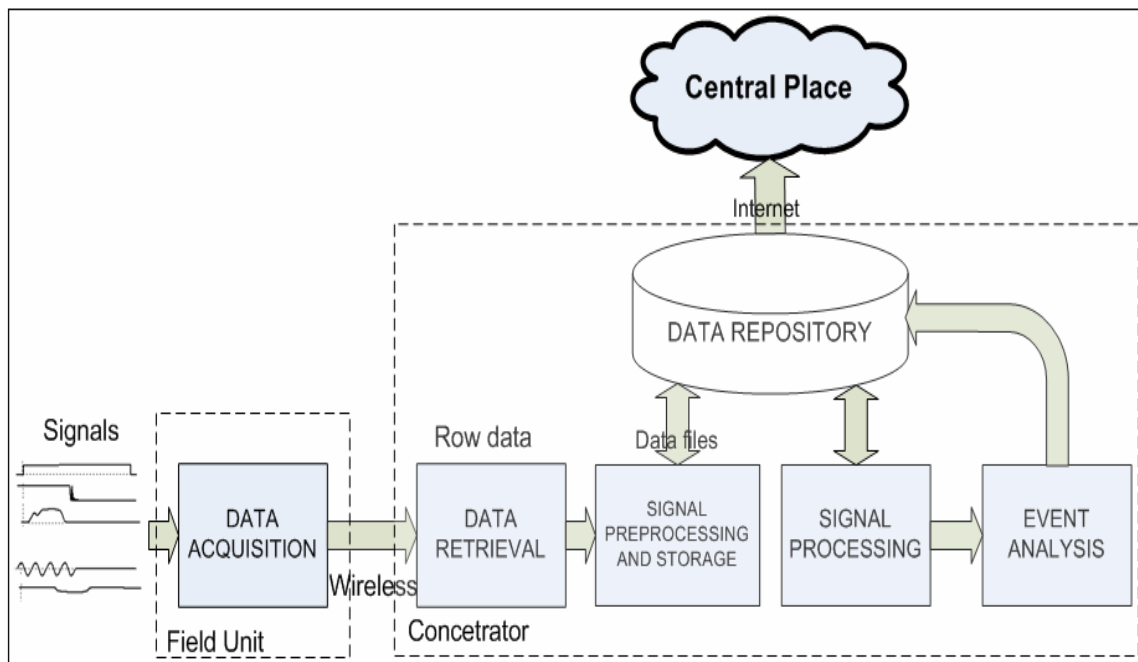 Central Place
Internet
DATA REPOSITORY
Signals
Row data
Data files
DATA
ACQUISITION
DATA
RETRIEVAL
SIGNAL
PREPROCESSING
AND STORAGE
SIGNAL
PROCESSING
EVENT
ANALYSIS
Wireless
Field Unit
Concetrator